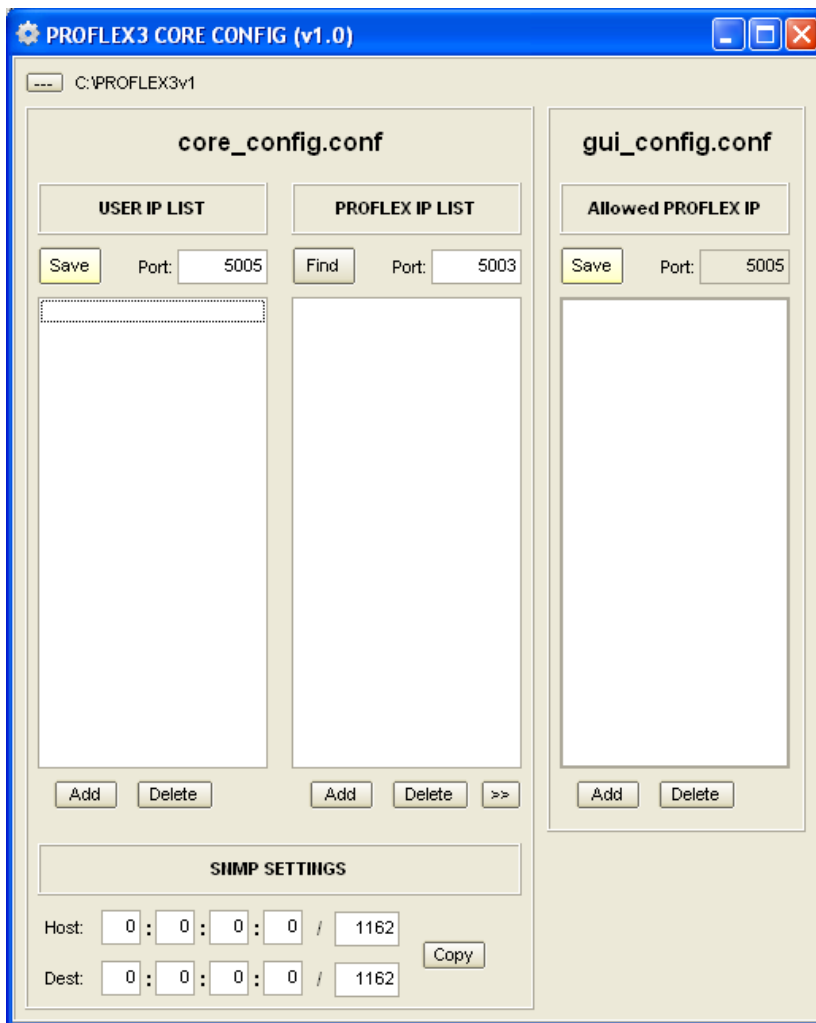 PROFLEX3 CORE CONFIG (v1.0)
--- C:\PROFLEX3v1
core_config.conf
USER IP LIST
PROFLEX IP LIST
Save Port: 5005
Find Port: 5003
Add Delete
Add Delete >>
SNMP SETTINGS
Host: 0 : 0 : 0 : 0 / 1162
Copy
Dest: 0 : 0 : 0 : 0 / 1162
gui_config.conf
Allowed PROFLEX IP
Save Port: 5005
Add Delete